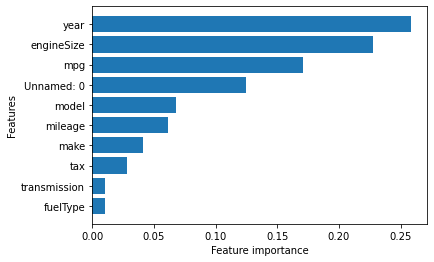 year
engineSize
mpg
Unnamed: 0
model
mileage
make
tax
transmission
fuelType
Features
0.00 0.05 0.10 0.15 0.20 0.25
Feature importance